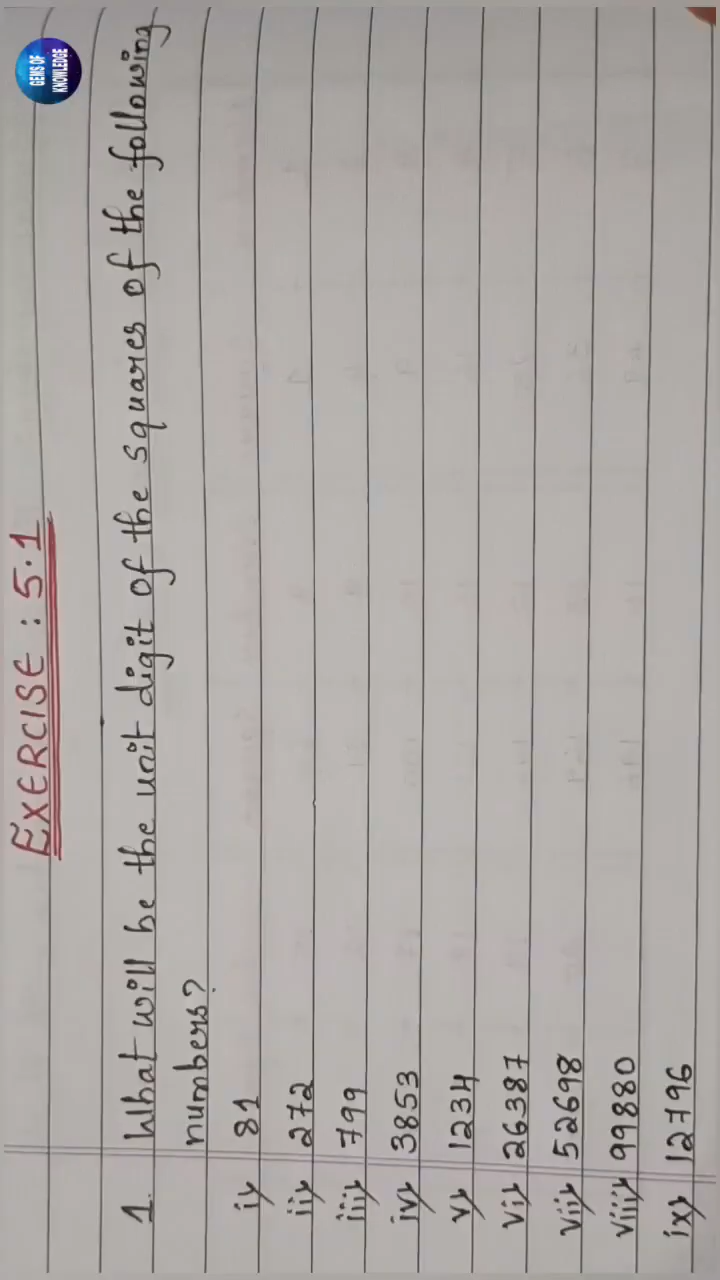 GEMS OF
KNOWLEDGE
EXERCISE : 5.1
1. What will be the unit digit of the squares of the following
numbers?
i) 81
ii) 272
iii) 799
iv) 3853
v) 1234
vi) 26387
vii) 52698
viii) 99880
ix) 12796